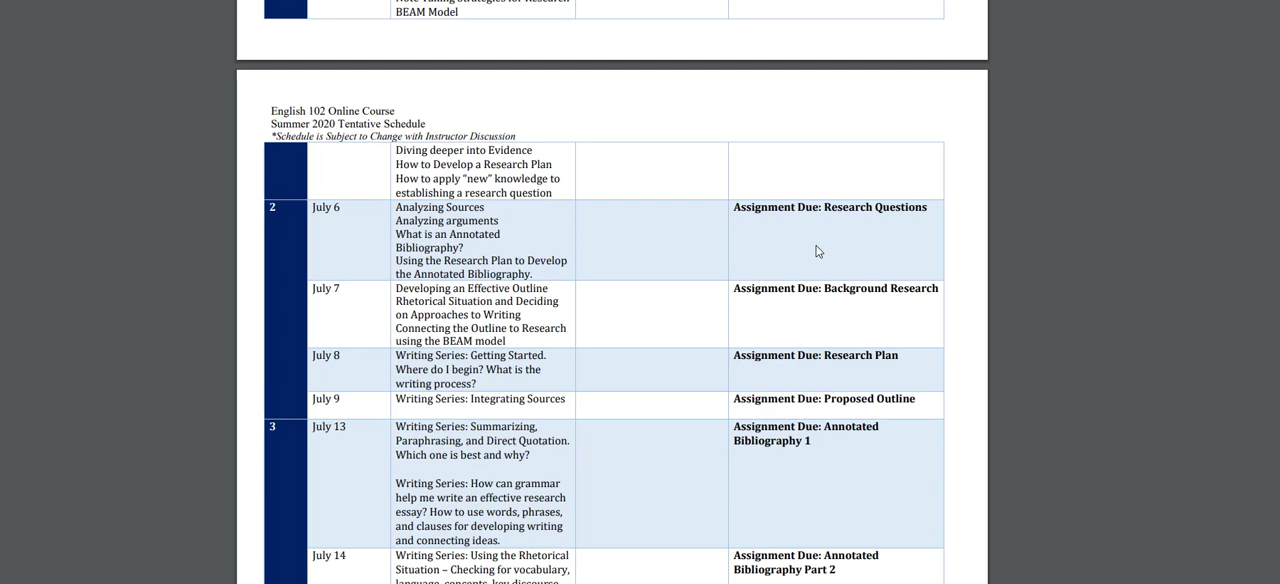 Note Taking Strategies for Research
BEAM Model
English 102 Online Course
Summer 2020 Tentative Schedule
*Schedule is Subject to Change with Instructor Discussion
Diving deeper into Evidence
How to Develop a Research Plan
How to apply “new” knowledge to
establishing a research question
2
July 6
Analyzing Sources
Analyzing arguments
What is an Annotated
Bibliography?
Using the Research Plan to Develop
the Annotated Bibliography.
Assignment Due: Research Questions
July 7
Developing an Effective Outline
Rhetorical Situation and Deciding
on Approaches to Writing
Connecting the Outline to Research
using the BEAM model
Assignment Due: Background Research
July 8
Writing Series: Getting Started.
Where do I begin? What is the
writing process?
Assignment Due: Research Plan
July 9
Writing Series: Integrating Sources
Assignment Due: Proposed Outline
3
July 13
Writing Series: Summarizing,
Paraphrasing, and Direct Quotation.
Which one is best and why?
Writing Series: How can grammar
help me write an effective research
essay? How to use words, phrases,
and clauses for developing writing
and connecting ideas.
Assignment Due: Annotated
Bibliography 1
July 14
Writing Series: Using the Rhetorical
Situation – Checking for vocabulary,
language, concepts, key discourse
Assignment Due: Annotated
Bibliography Part 2